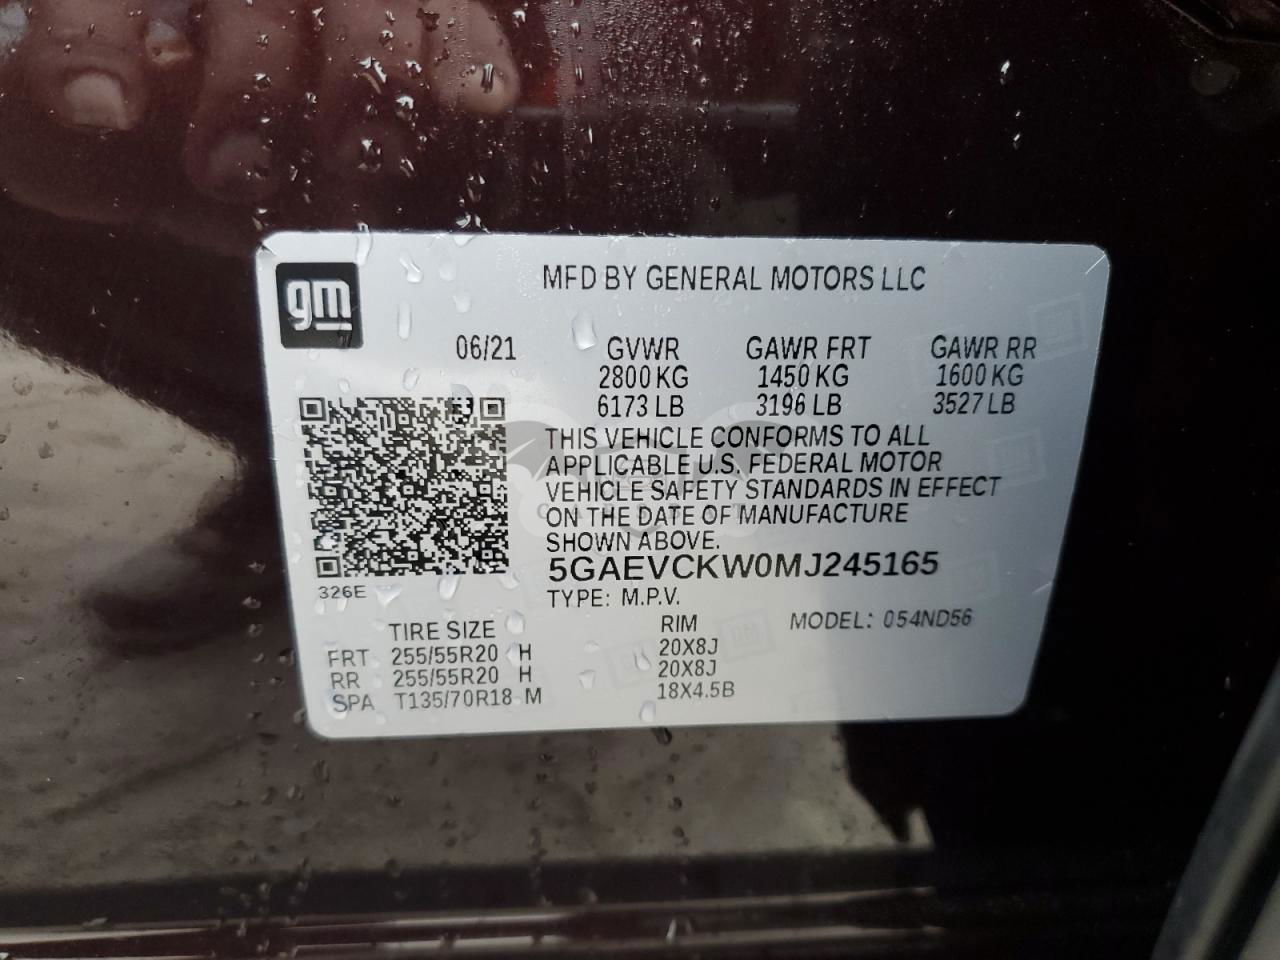 gm
MFD BY GENERAL MOTORS LLC
06/21 GVWR GAWR FRT GAWR RR
2800 KG 1450 KG 1600 KG
6173 LB 3196 LB 3527 LB
THIS VEHICLE CONFORMS TO ALL
APPLICABLE U.S. FEDERAL MOTOR
VEHICLE SAFETY STANDARDS IN EFFECT
ON THE DATE OF MANUFACTURE
SHOWN ABOVE.
5GAEVCKW0MJ245165
326E
TYPE: M.P.V.
TIRE SIZE RIM MODEL: 054ND56
FRT 255/55R20 H 20X8J
RR 255/55R20 H 20X8J
SPA T135/70R18 M 18X4.5B